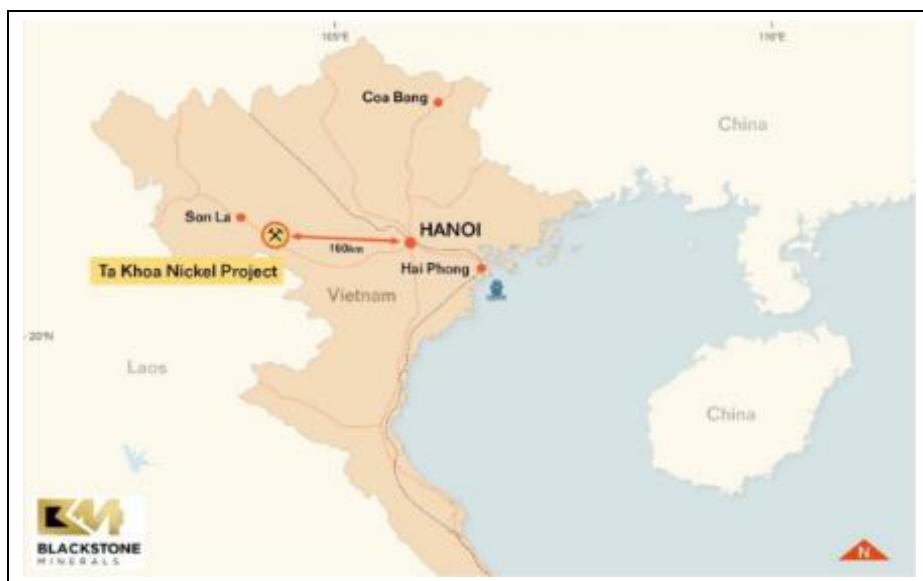 105°E
110°E
Coa Bang
China
Son La
HANOI
160km
Ta Khoa Nickel Project
Hai Phong
Vietnam
20°N
Laos
China
BM
BLACKSTONE
MINERALS
N